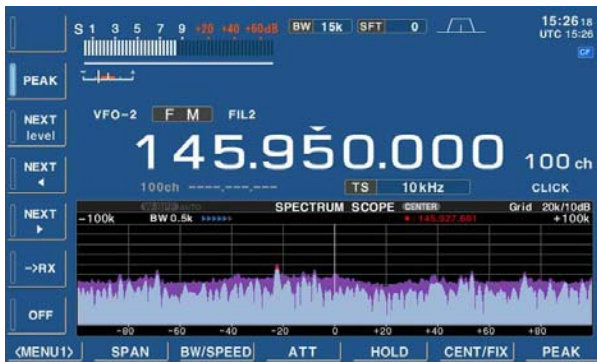 S 1 3 5 7 9 +20 +40 +60dB BW 15k SFT 0
15:26 18
UTC 15:26
CF
PEAK
VFO-2 FM FIL2
NEXT
level
145.950.000
100 ch
NEXT
100ch ----.---.---
TS 10kHz
CLICK
NEXT
SPECTRUM SCOPE CENTER Grid 20k/10dB
-100k BW 0.5k 145.927.601 +100k
->RX
OFF
-80 -60 -40 -20 0 +20 +40 +60 +80
<MENU1> SPAN BW/SPEED ATT HOLD CENT/FIX PEAK